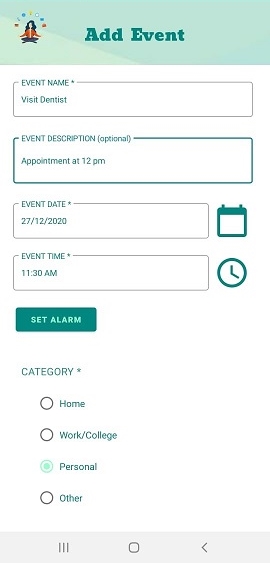 Add Event
EVENT NAME *
Visit Dentist
EVENT DESCRIPTION (optional)
Appointment at 12 pm
EVENT DATE *
27/12/2020
EVENT TIME *
11:30 AM
SET ALARM
CATEGORY *
Home
Work/College
Personal
Other